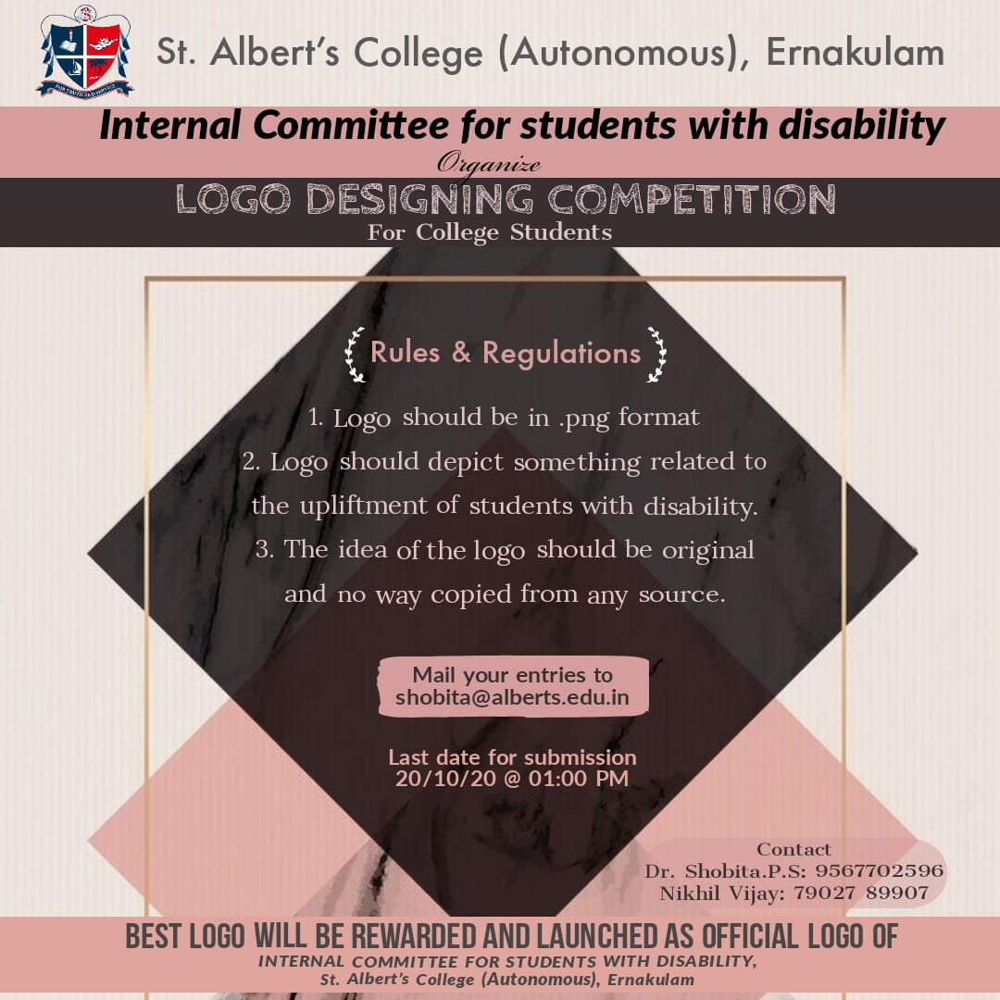 St. Albert's College (Autonomous), Ernakulam
FOR TRUTH AND SERVICE
Internal Committee for students with disability
Organize
LOGO DESIGNING COMPETITION
For College Students
Rules & Regulations
1. Logo should be in .png format
2. Logo should depict something related to
the upliftment of students with disability.
3. The idea of the logo should be original
and no way copied from any source.
Mail your entries to
shobita@alberts.edu.in
Last date for submission
20/10/20 @ 01:00 PM
Contact
Dr. Shobita.P.S: 9567702596
Nikhil Vijay: 79027 89907
BEST LOGO WILL BE REWARDED AND LAUNCHED AS OFFICIAL LOGO OF
INTERNAL COMMITTEE FOR STUDENTS WITH DISABILITY,
St. Albert's College (Autonomous), Ernakulam